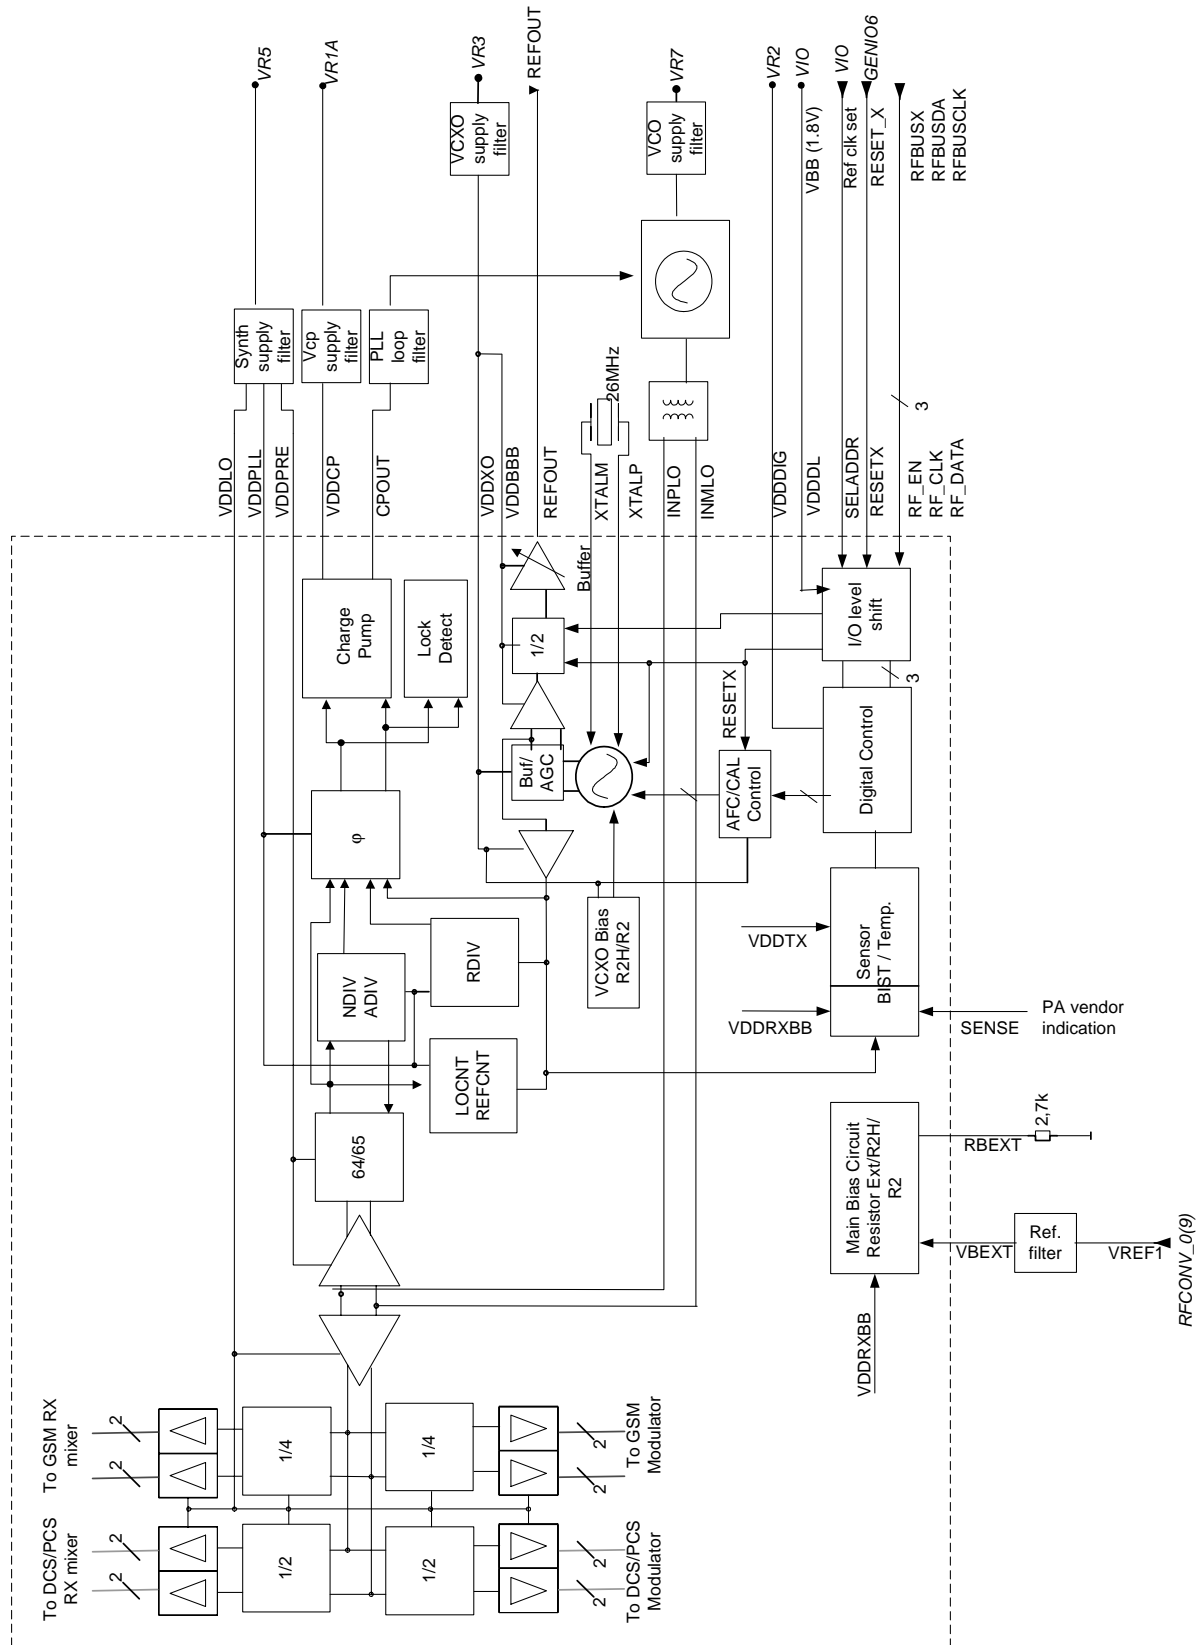 VR5
VR1A
VR3
REFOUT
VR7
VR2
VIO
VIO
GENIO6
VCXO
supply
filter
VCO
supply
filter
VBB (1.8V)
Ref clk set
RESET_X
RFBUSX
RFBUSDA
RFBUSCLK
Synth
supply
filter
Vcp
supply
filter
PLL
loop
filter
26MHz
3
VDDLO
VDDPLL
VDDPRE
VDDCP
CPOUT
VDDXO
VDDBBB
REFOUT
XTALM
XTALP
INPLO
INMLO
VDDDIG
VDDDL
SELADDR
RESETX
RF_EN
RF_CLK
RF_DATA
Buffer
Charge
Pump
Lock
Detect
1/2
I/O level
shift
3
RESETX
Buf/
AGC
AFC/CAL
Control
Digital Control
φ
NDIV
ADIV
RDIV
VCXO Bias
R2H/R2
VDDTX
Sensor
BIST / Temp.
VDDRXBB
SENSE
PA vendor
indication
LOCNT
REFCNT
64/65
Main Bias Circuit
Resistor Ext/R2H/
R2
RBEXT
2,7k
VBEXT
Ref.
filter
VREF1
RFCONV_0(9)
VDDRXBB
To GSM RX
mixer
2
2
1/4
1/4
2
2
To GSM
Modulator
To DCS/PCS
RX mixer
2
2
1/2
1/2
2
2
To DCS/PCS
Modulator